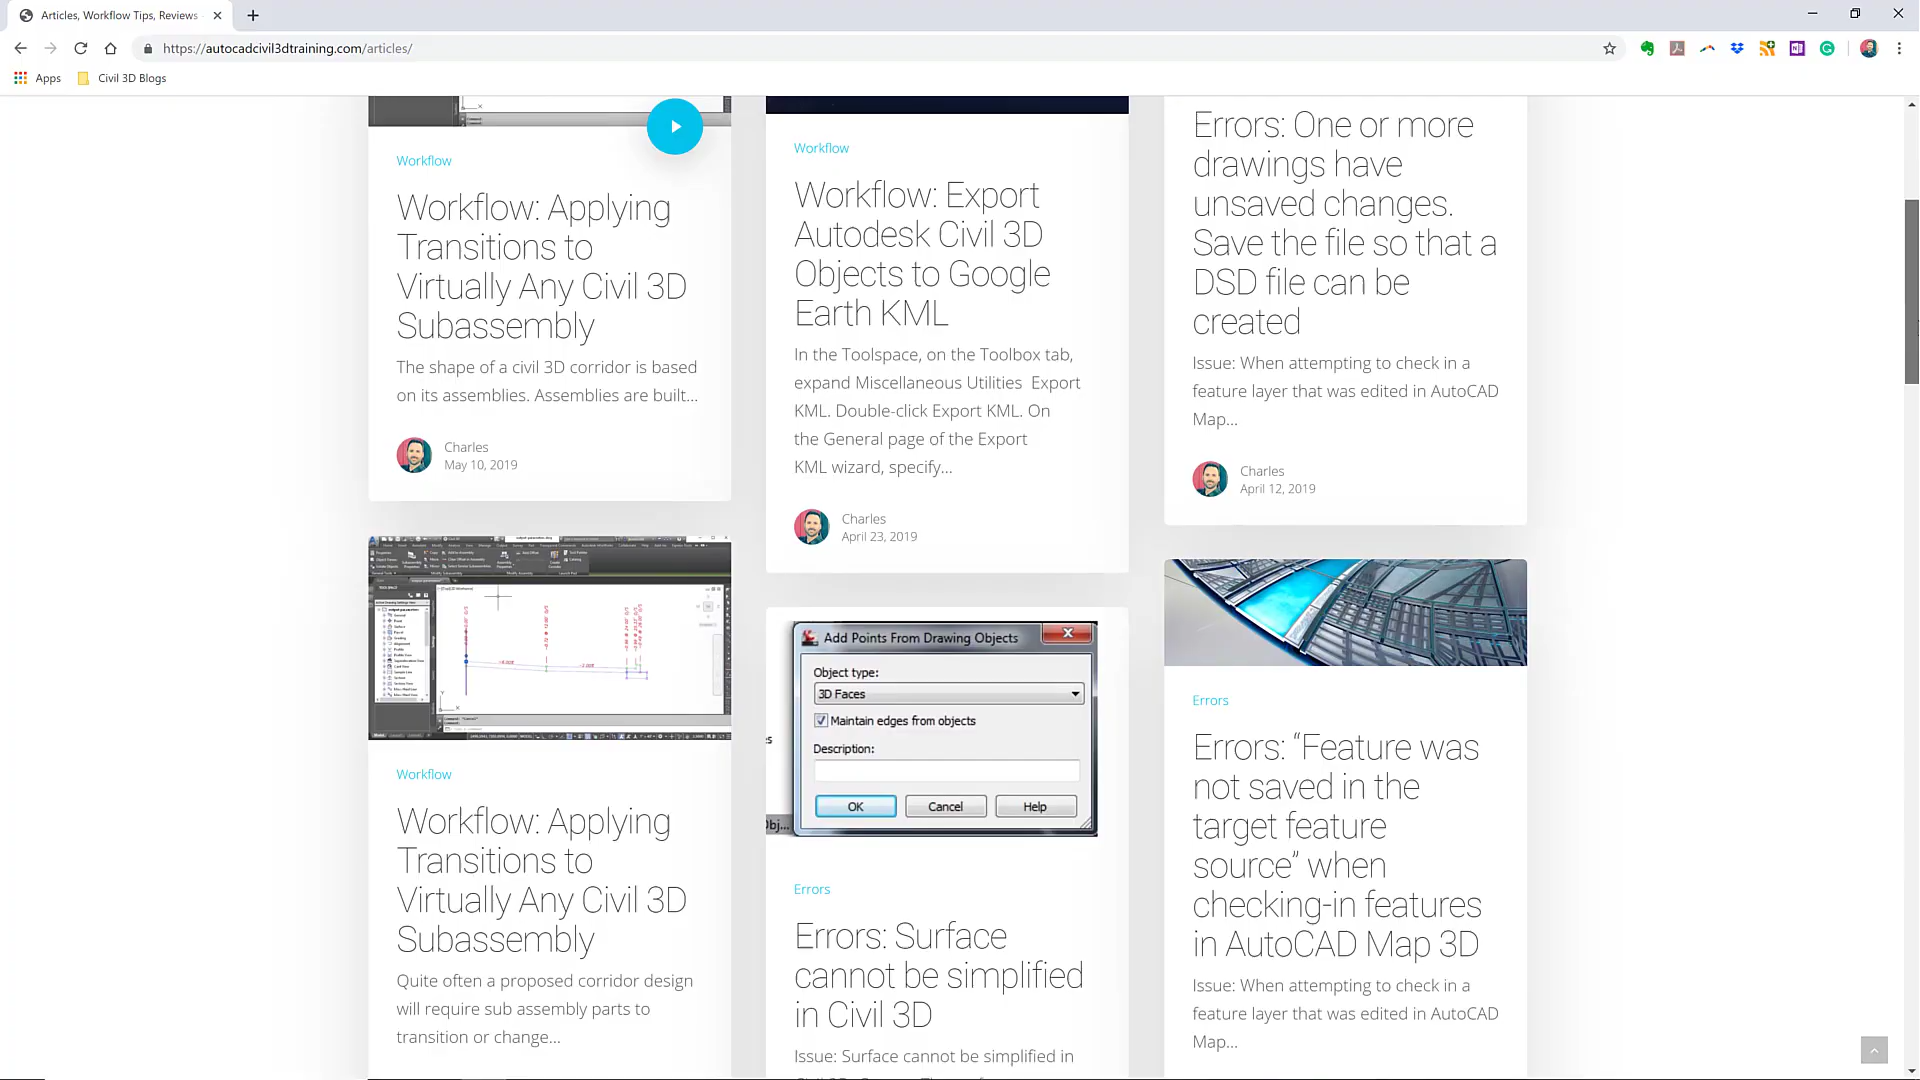 Articles, Workflow Tips, Reviews
https://autocadcivil3dtraining.com/articles/
Apps
Civil 3D Blogs
Workflow
Workflow: Applying
Transitions to
Virtually Any Civil 3D
Subassembly
The shape of a civil 3D corridor is based
on its assemblies. Assemblies are built...
Charles
May 10, 2019
Workflow
Workflow: Applying
Transitions to
Virtually Any Civil 3D
Subassembly
Quite often a proposed corridor design
will require sub assembly parts to
transition or change...
Workflow
Workflow: Export
Autodesk Civil 3D
Objects to Google
Earth KML
In the Toolspace, on the Toolbox tab,
expand Miscellaneous Utilities  Export
KML. Double-click Export KML. On
the General page of the Export
KML wizard, specify...
Charles
April 23, 2019
Add Points From Drawing Objects
Object type:
3D Faces
Maintain edges from objects
Description:
OK
Cancel
Help
Errors
Errors: Surface
cannot be simplified
in Civil 3D
Issue: Surface cannot be simplified in
Errors: One or more
drawings have
unsaved changes.
Save the file so that a
DSD file can be
created
Issue: When attempting to check in a
feature layer that was edited in AutoCAD
Map...
Charles
April 12, 2019
Errors
Errors: “Feature was
not saved in the
target feature
source” when
checking-in features
in AutoCAD Map 3D
Issue: When attempting to check in a
feature layer that was edited in AutoCAD
Map...